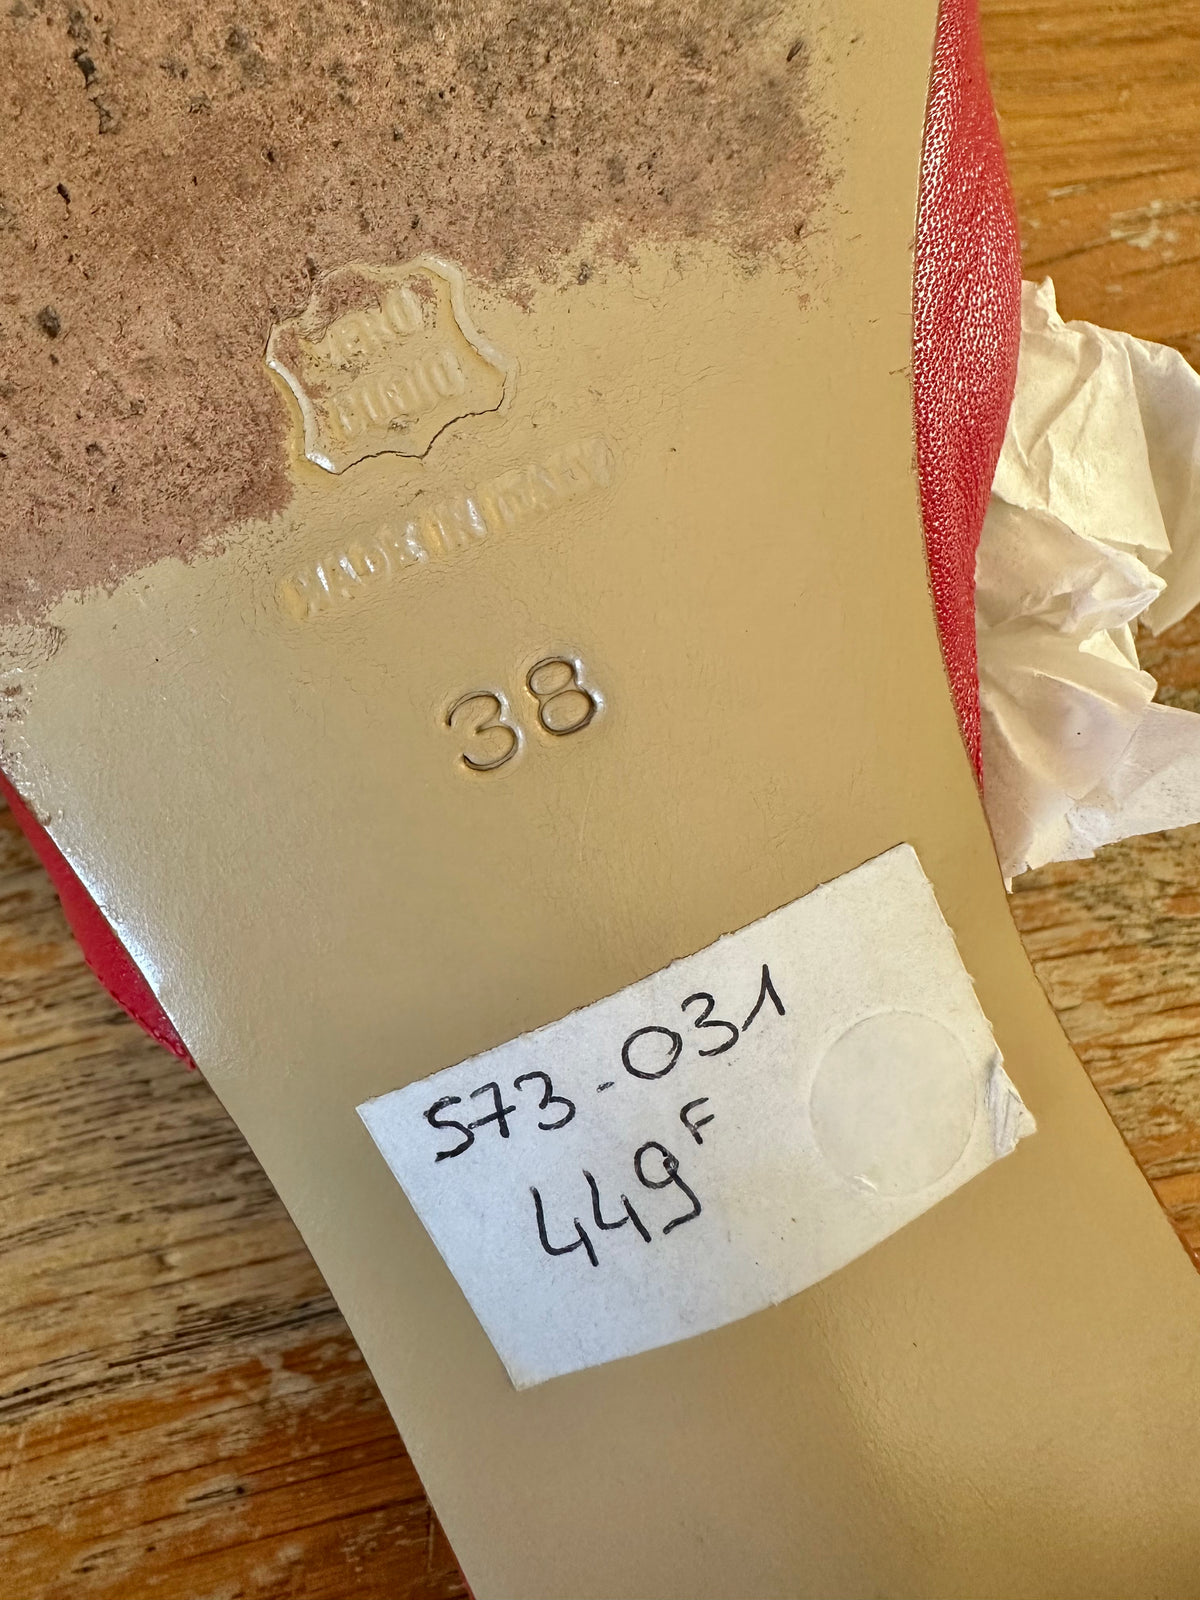 VERO
CUOIO
MADE IN ITALY
38
573-031
449F